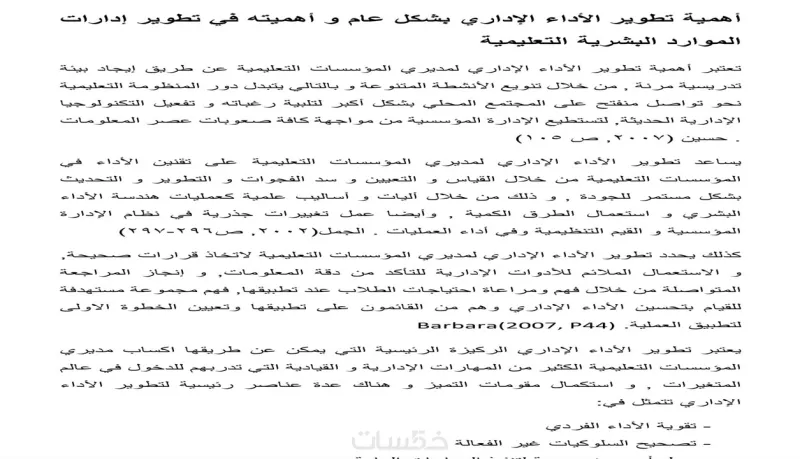 أهمية تطوير الأداء الإداري بشكل عام و أهميته في تطوير إدارات
الموارد البشرية التعليمية
تعتبر أهمية تطوير الأداء الإداري لمديري المؤسسات التعليمية عن طريق إيجاد بيئة
تدريسية مرنة , من خلال تنويع الأنشطة المتنوعة و بالتالي يتبدل دور المنظومة التعليمية
نحو تواصل منفتح على المجتمع المحلي بشكل أكبر لتلبية رغباته و تفعيل التكنولوجيا
الإدارية الحديثة, لتستطيع الإدارة المؤسسية من مواجهة كافة صعوبات عصر المعلومات
. حسين (٢٠٠٧, ص ١٠٥)
يساعد تطوير الأداء الإداري لمديري المؤسسات التعليمية على تقنين الأداء في
المؤسسات التعليمية من خلال القياس و التعيين و سد الفجوات و التطوير و التحديث
بشكل مستمر للجودة , و ذلك من خلال آليات و أساليب علمية كعمليات هندسة الأداء
البشري و استعمال الطرق الكمية , وأيضا عمل تغييرات جذرية في نظام الإدارة
المؤسسية و القيم التنظيمية وفي أداء العمليات . الجمل(٢٠٠٢, ص٢٩٦-٢٩٧)
كذلك يحدد تطوير الأداء الإداري لمديري المؤسسات التعليمية لاتخاذ قرارات صحيحة,
و الاستعمال الملائم للأدوات الإدارية للتأكد من دقة المعلومات, و إنجاز المراجعة
المتواصلة من خلال فهم ومراعاة احتياجات الطلاب عند تطبيقها, فهم مجموعة مستهدفة
للقيام بتحسين الأداء الإداري وهم من القائمون على تطبيقها وتعيين الخطوة الاولى
لتطبيق العملية. Barbara(2007, P44)
يعتبر تطوير الأداء الإداري الركيزة الرئيسية التي يمكن عن طريقها اكساب مديري
المؤسسات التعليمية الكثير من المهارات الإدارية و القيادية التي تدربهم للدخول في عالم
المتغيرات , و استكمال مقومات التميز و هناك عدة عناصر رئيسية لتطوير الأداء
الإداري تتمثل في:
- تقوية الأداء الفردي
- تصحيح السلوكيات غير الفعالة
خمسات